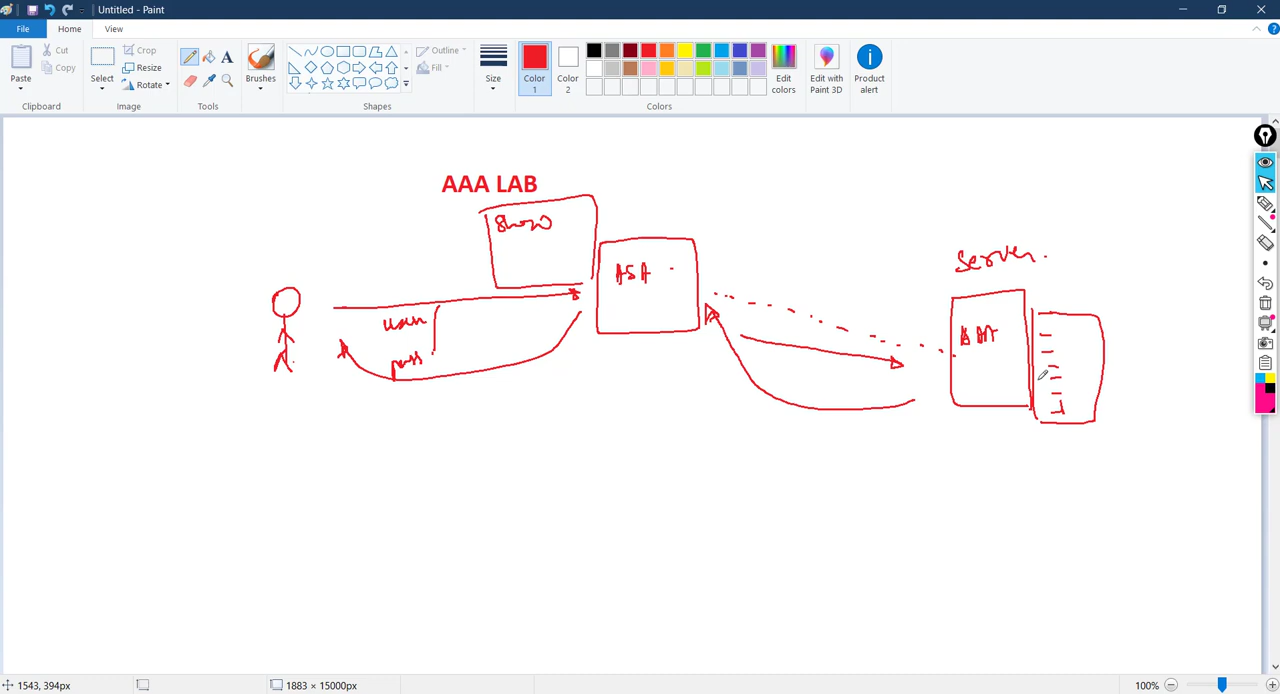 Untitled - Paint
File
Home
View
Paste
Cut
Copy
Clipboard
Select
Crop
Resize
Rotate
Image
Tools
Brushes
Shapes
Outline
Fill
Size
Color
1
Color
2
Edit
colors
Colors
Edit with
Paint 3D
Product
alert
AAA LAB
Show
ASA
user
pass
Server.
1543, 394px
1883 × 15000px
100%